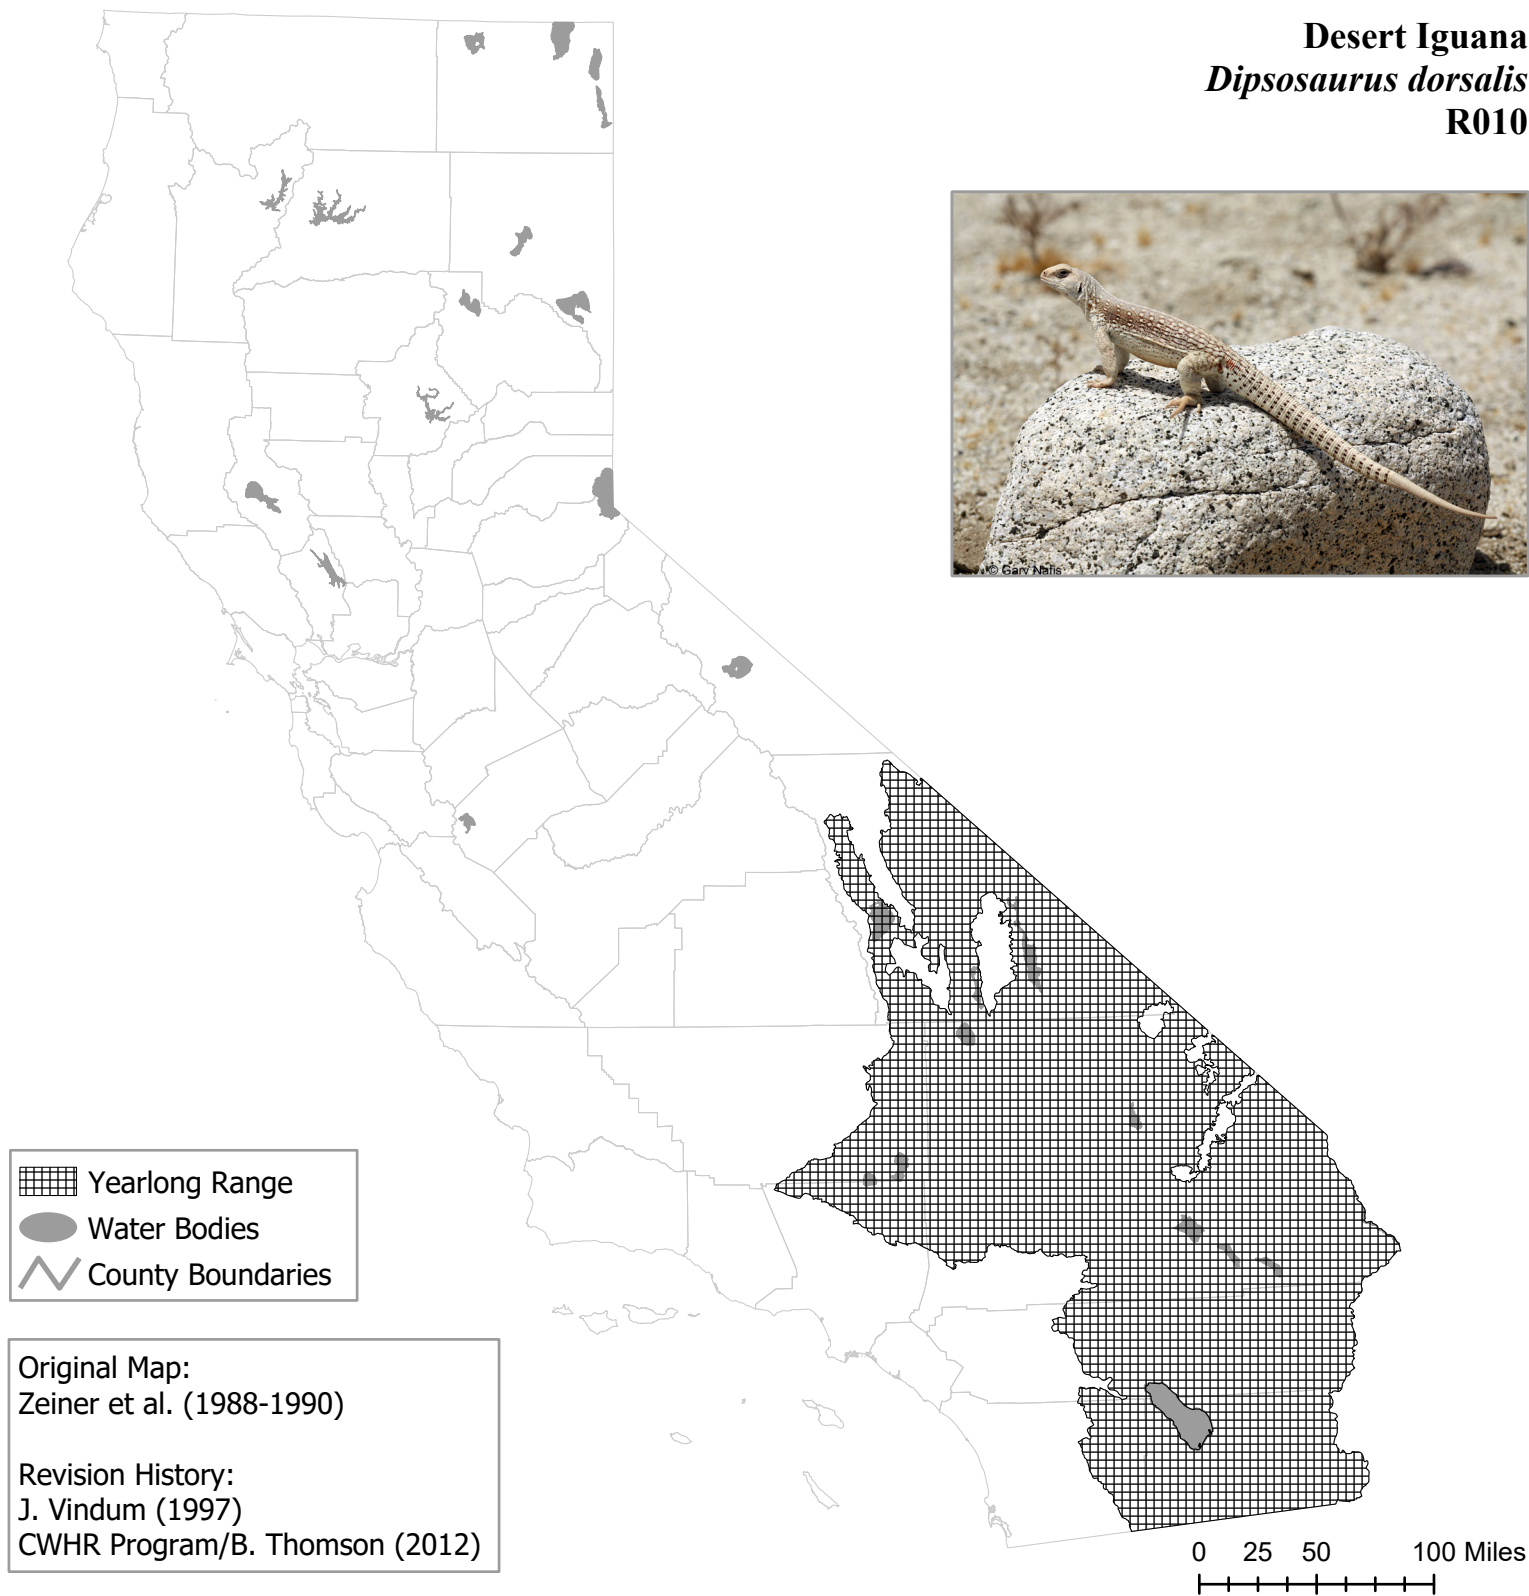 Desert Iguana
Dipsosaurus dorsalis
R010
© Gary Nafis
Yearlong Range
Water Bodies
County Boundaries
Original Map:
Zeiner et al. (1988-1990)
Revision History:
J. Vindum (1997)
CWHR Program/B. Thomson (2012)
0 25 50 100 Miles